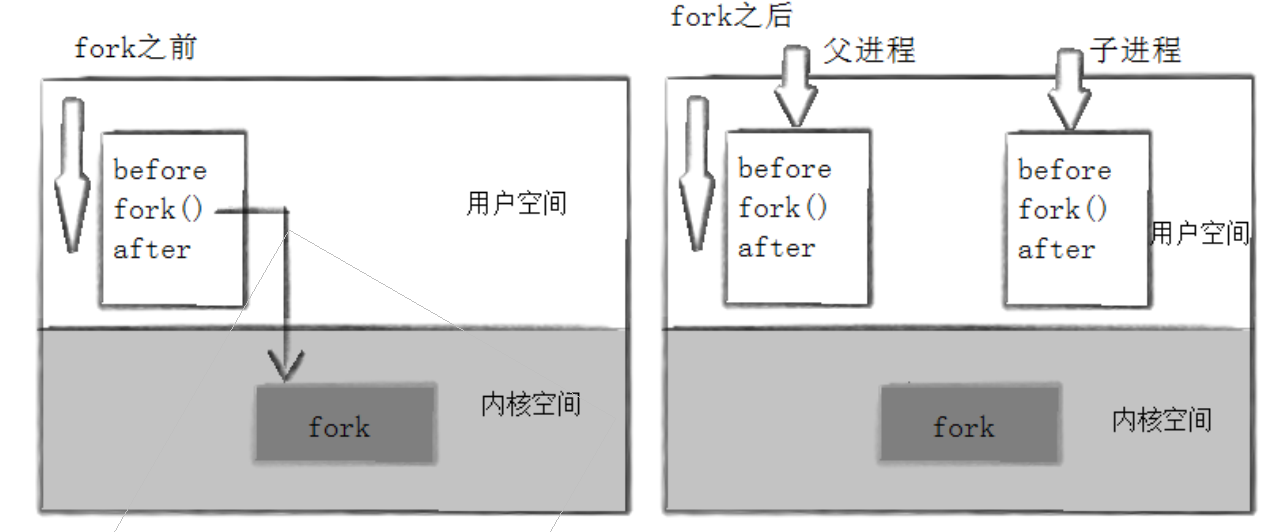 fork之前
before
fork()
after
用户空间
内核空间
fork
fork之后
父进程
子进程
before
fork()
after
before
fork()
after
用户空间
内核空间
fork